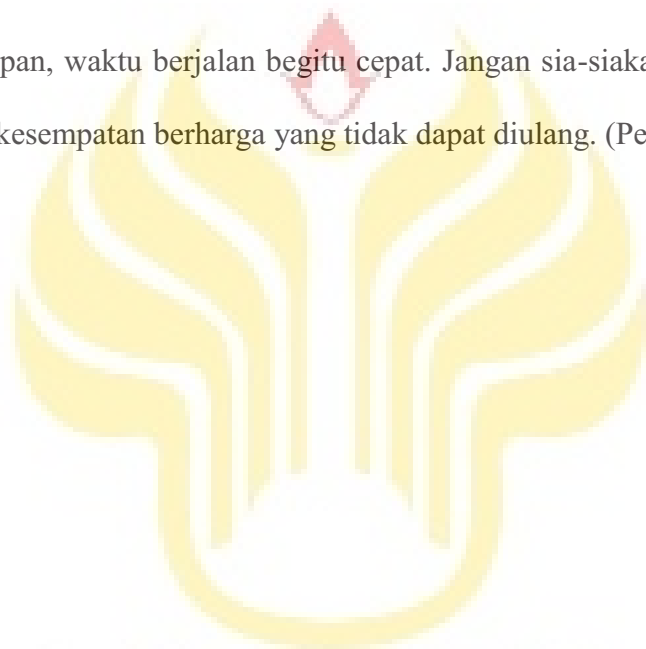 pan, waktu berjalan begitu cepat. Jangan sia-siaka
kesempatan berharga yang tidak dapat diulang. (Pe